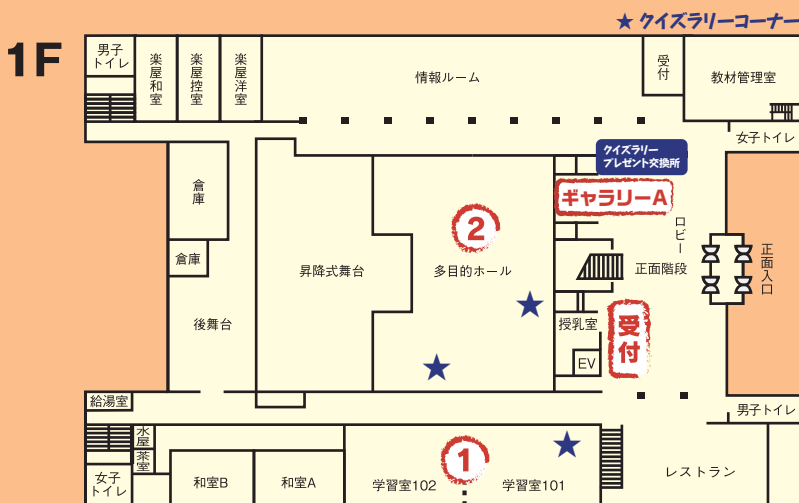 ★ クイズラリーコーナー
1F
男子
トイレ
楽屋和室
楽屋控室
楽屋洋室
情報ルーム
受付
教材管理室
女子トイレ
クイズラリー
プレゼント交換所
ギャラリーA
倉庫
倉庫
昇降式舞台
2
多目的ホール
ロビー
正面階段
正面入口
後舞台
授乳室
受付
EV
給湯室
男子トイレ
水屋
茶室
女子
トイレ
和室B
和室A
1
学習室102
学習室101
レストラン